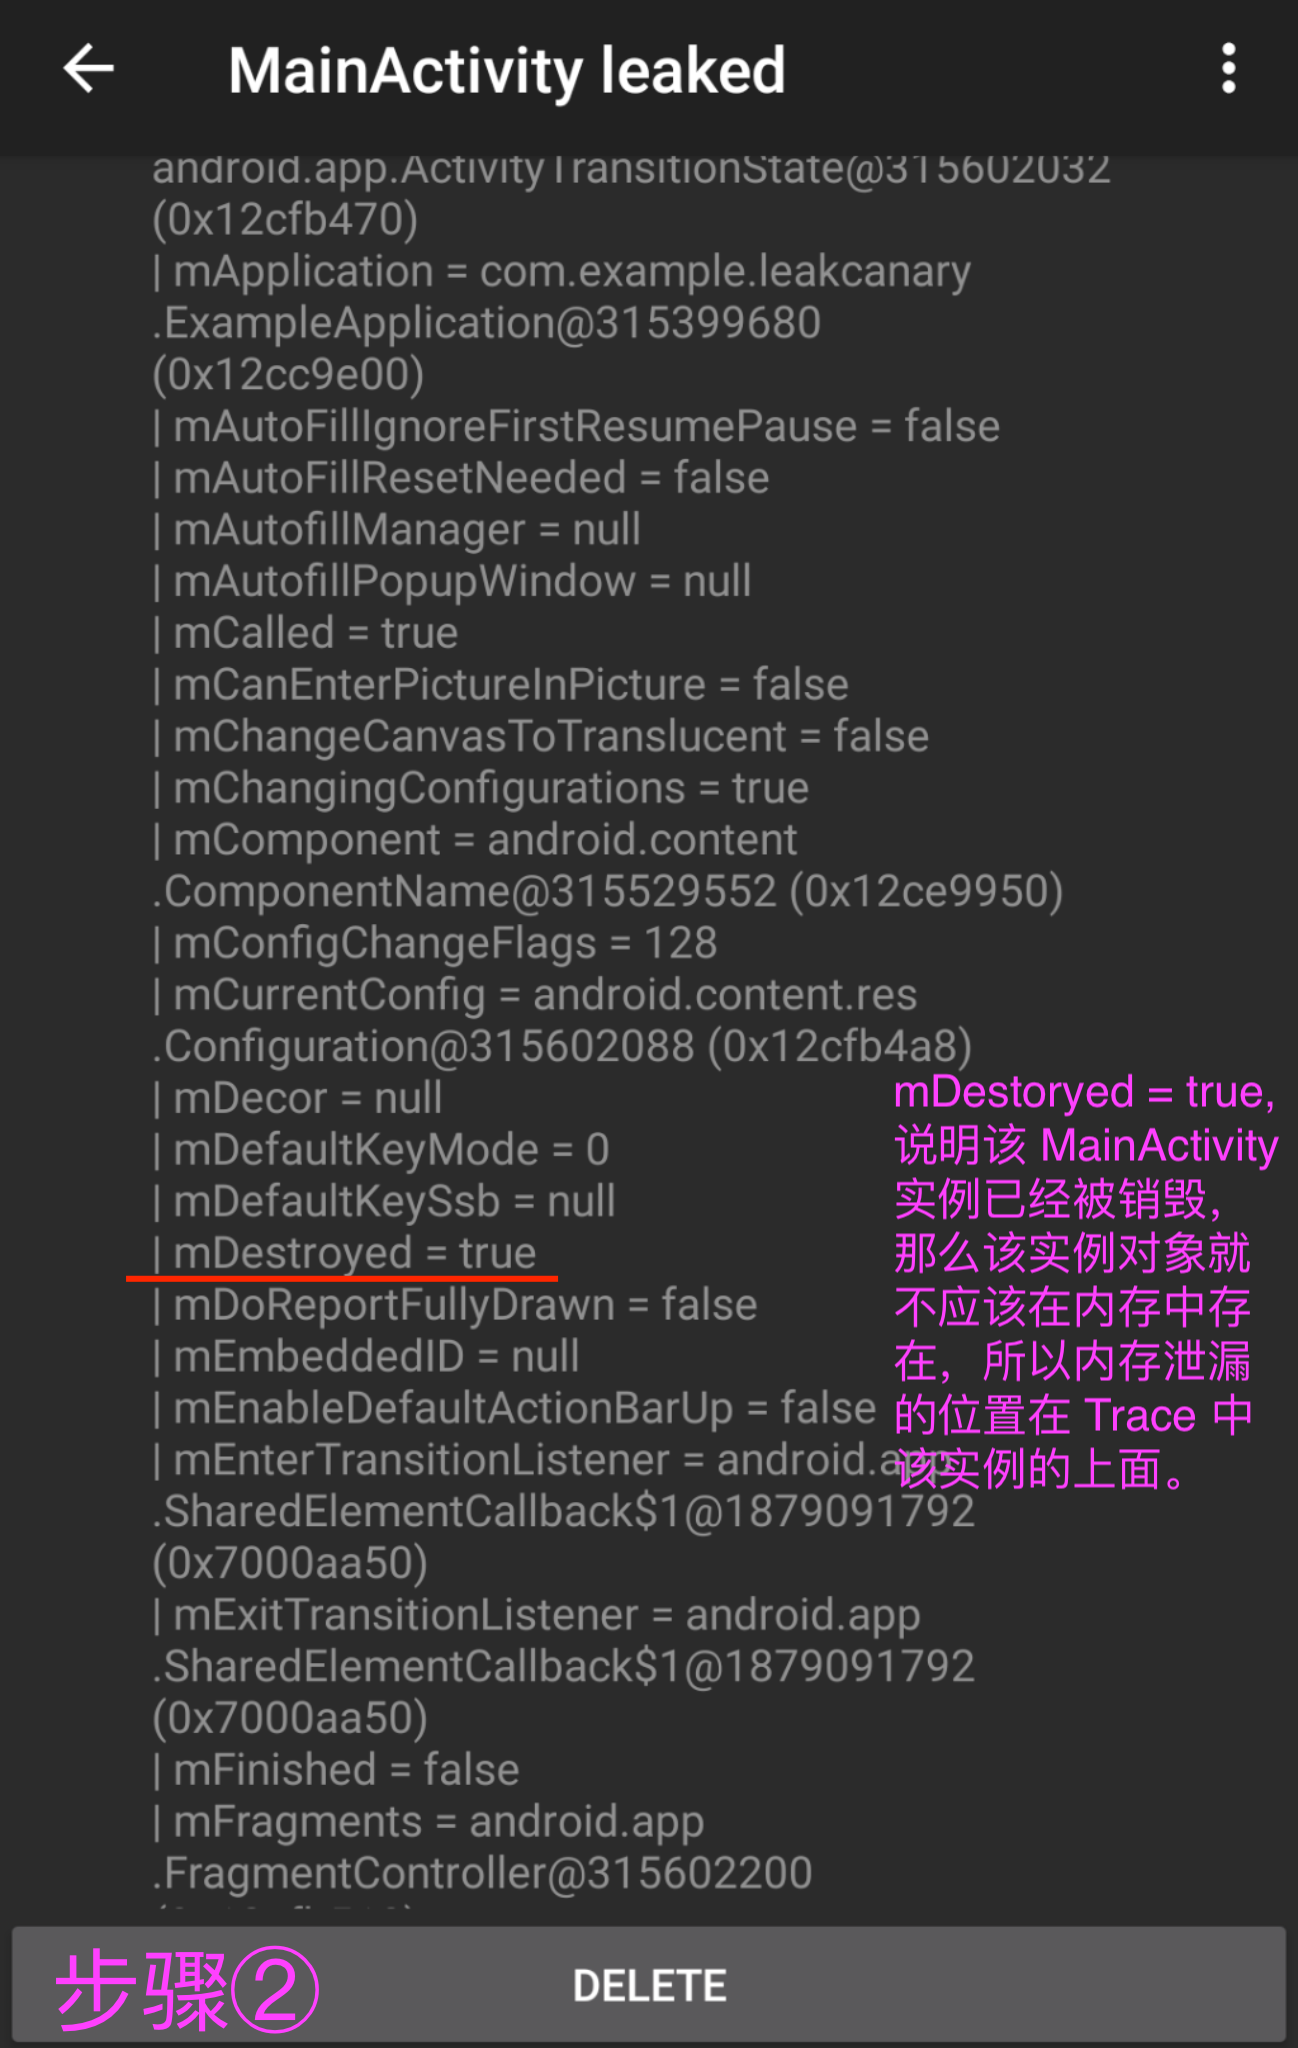 MainActivity leaked
android.app.ActivityTransitionState@315602032
(0x12cfb470)
| mApplication = com.example.leakcanary
.ExampleApplication@315399680
(0x12cc9e00)
| mAutoFillIgnoreFirstResumePause = false
| mAutoFillResetNeeded = false
| mAutofillManager = null
| mAutofillPopupWindow = null
| mCalled = true
| mCanEnterPictureInPicture = false
| mChangeCanvasToTranslucent = false
| mChangingConfigurations = true
| mComponent = android.content
.ComponentName@315529552 (0x12ce9950)
| mConfigChangeFlags = 128
| mCurrentConfig = android.content.res
.Configuration@315602088 (0x12cfb4a8)
| mDecor = null
| mDefaultKeyMode = 0
| mDefaultKeySsb = null
| mDestroyed = true
| mDoReportFullyDrawn = false
| mEmbeddedID = null
| mEnableDefaultActionBarUp = false
| mEnterTransitionListener = android.app
.SharedElementCallback$1@1879091792
(0x7000aa50)
| mExitTransitionListener = android.app
.SharedElementCallback$1@1879091792
(0x7000aa50)
| mFinished = false
| mFragments = android.app
.FragmentController@315602200
mDestoryed = true,
说明该 MainActivity
实例已经被销毁，
那么该实例对象就
不应该在内存中存
在，所以内存泄漏
的位置在 Trace 中
该实例的上面。
步骤②
DELETE